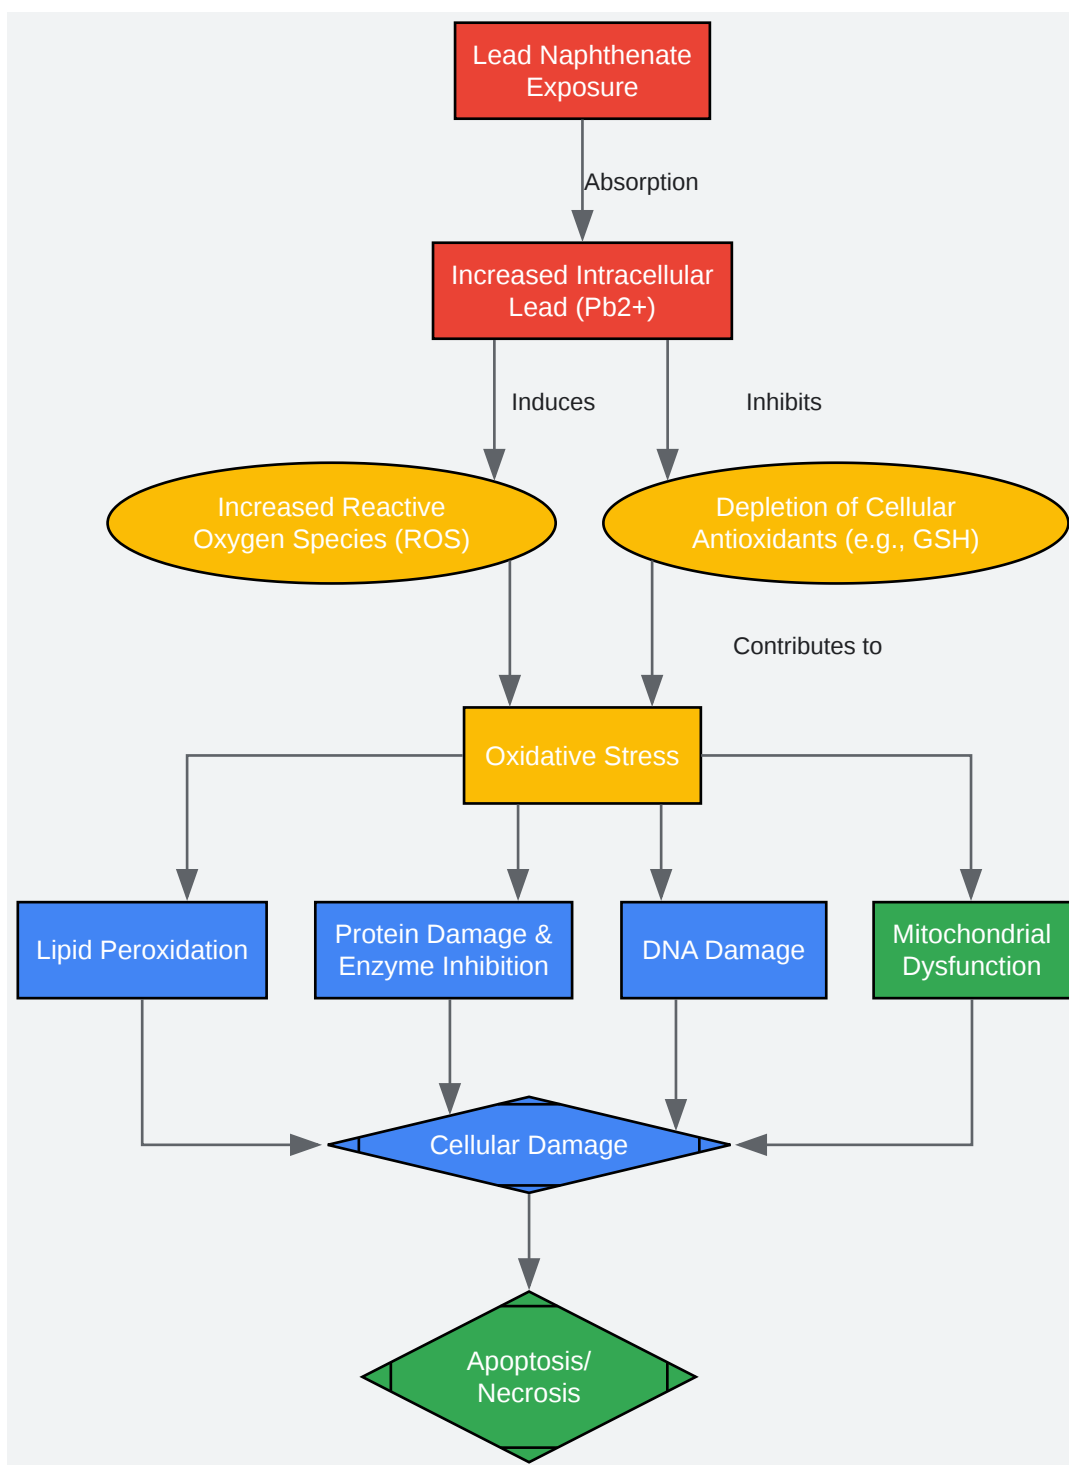 Lead Naphthenate
Exposure
Absorption
Increased Intracellular
Lead (Pb2+)
Induces
Inhibits
Increased Reactive
Oxygen Species (ROS)
Depletion of Cellular
Antioxidants (e.g., GSH)
Contributes to
Oxidative Stress
Lipid Peroxidation
Protein Damage &
Enzyme Inhibition
DNA Damage
Mitochondrial
Dysfunction
Cellular Damage
Apoptosis/
Necrosis